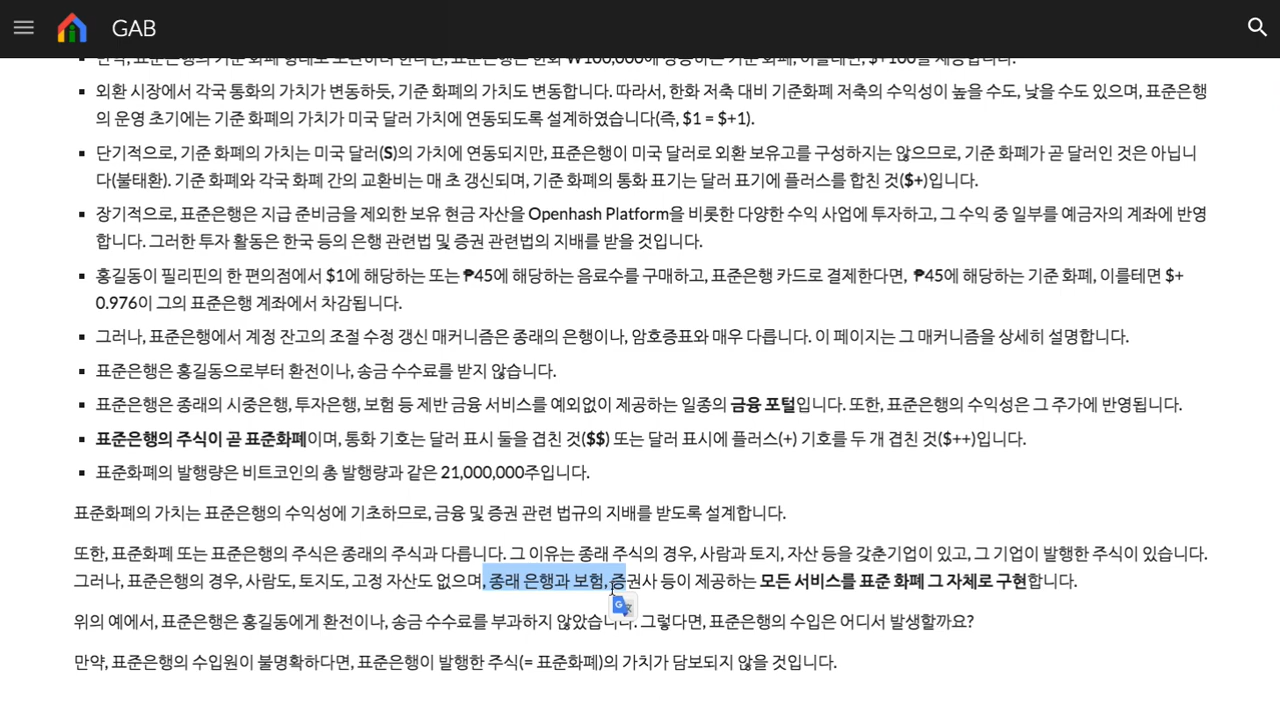 GAB
외환 시장에서 각국 통화의 가치가 변동하듯, 기준 화폐의 가치도 변동합니다. 따라서, 한화 저축 대비 기준화폐 저축의 수익성이 높을 수도, 낮을 수도 있으며, 표준은행
의 운영 초기에는 기준 화폐의 가치가 미국 달러 가치에 연동되도록 설계하였습니다(즉, $1 = $+1).
단기적으로, 기준 화폐의 가치는 미국 달러(S)의 가치에 연동되지만, 표준은행이 미국 달러로 외환 보유고를 구성하지는 않으므로, 기준 화폐가 곧 달러인 것은 아닙니
다(불태환). 기준 화폐와 각국 화폐 간의 교환비는 매 초 갱신되며, 기준 화폐의 통화 표기는 달러 표기에 플러스를 합친 것($+)입니다.
장기적으로, 표준은행은 지급 준비금을 제외한 보유 현금 자산을 Openhash Platform을 비롯한 다양한 수익 사업에 투자하고, 그 수익 중 일부를 예금자의 계좌에 반영
합니다. 그러한 투자 활동은 한국 등의 은행 관련법 및 증권 관련법의 지배를 받을 것입니다.
홍길동이 필리핀의 한 편의점에서 $1에 해당하는 또는 ₱45에 해당하는 음료수를 구매하고, 표준은행 카드로 결제한다면, ₱45에 해당하는 기준 화폐, 이를테면 $+
0.976이 그의 표준은행 계좌에서 차감됩니다.
그러나, 표준은행에서 계정 잔고의 조절 수정 갱신 매커니즘은 종래의 은행이나, 암호증표와 매우 다릅니다. 이 페이지는 그 매커니즘을 상세히 설명합니다.
표준은행은 홍길동으로부터 환전이나, 송금 수수료를 받지 않습니다.
표준은행은 종래의 시중은행, 투자은행, 보험 등 제반 금융 서비스를 예외없이 제공하는 일종의 금융 포털입니다. 또한, 표준은행의 수익성은 그 주가에 반영됩니다.
표준은행의 주식이 곧 표준화폐이며, 통화 기호는 달러 표시 둘을 겹친 것($$) 또는 달러 표시에 플러스(+) 기호를 두 개 겹친 것($++)입니다.
표준화폐의 발행량은 비트코인의 총 발행량과 같은 21,000,000주입니다.
표준화폐의 가치는 표준은행의 수익성에 기초하므로, 금융 및 증권 관련 법규의 지배를 받도록 설계합니다.
또한, 표준화폐 또는 표준은행의 주식은 종래의 주식과 다릅니다. 그 이유는 종래 주식의 경우, 사람과 토지, 자산 등을 갖춘기업이 있고, 그 기업이 발행한 주식이 있습니다.
그러나, 표준은행의 경우, 사람도, 토지도, 고정 자산도 없으며, 종래 은행과 보험, 증권사 등이 제공하는 모든 서비스를 표준 화폐 그 자체로 구현합니다.
위의 예에서, 표준은행은 홍길동에게 환전이나, 송금 수수료를 부과하지 않았습니다. 그렇다면, 표준은행의 수입은 어디서 발생할까요?
만약, 표준은행의 수입원이 불명확하다면, 표준은행이 발행한 주식(= 표준화폐)의 가치가 담보되지 않을 것입니다.